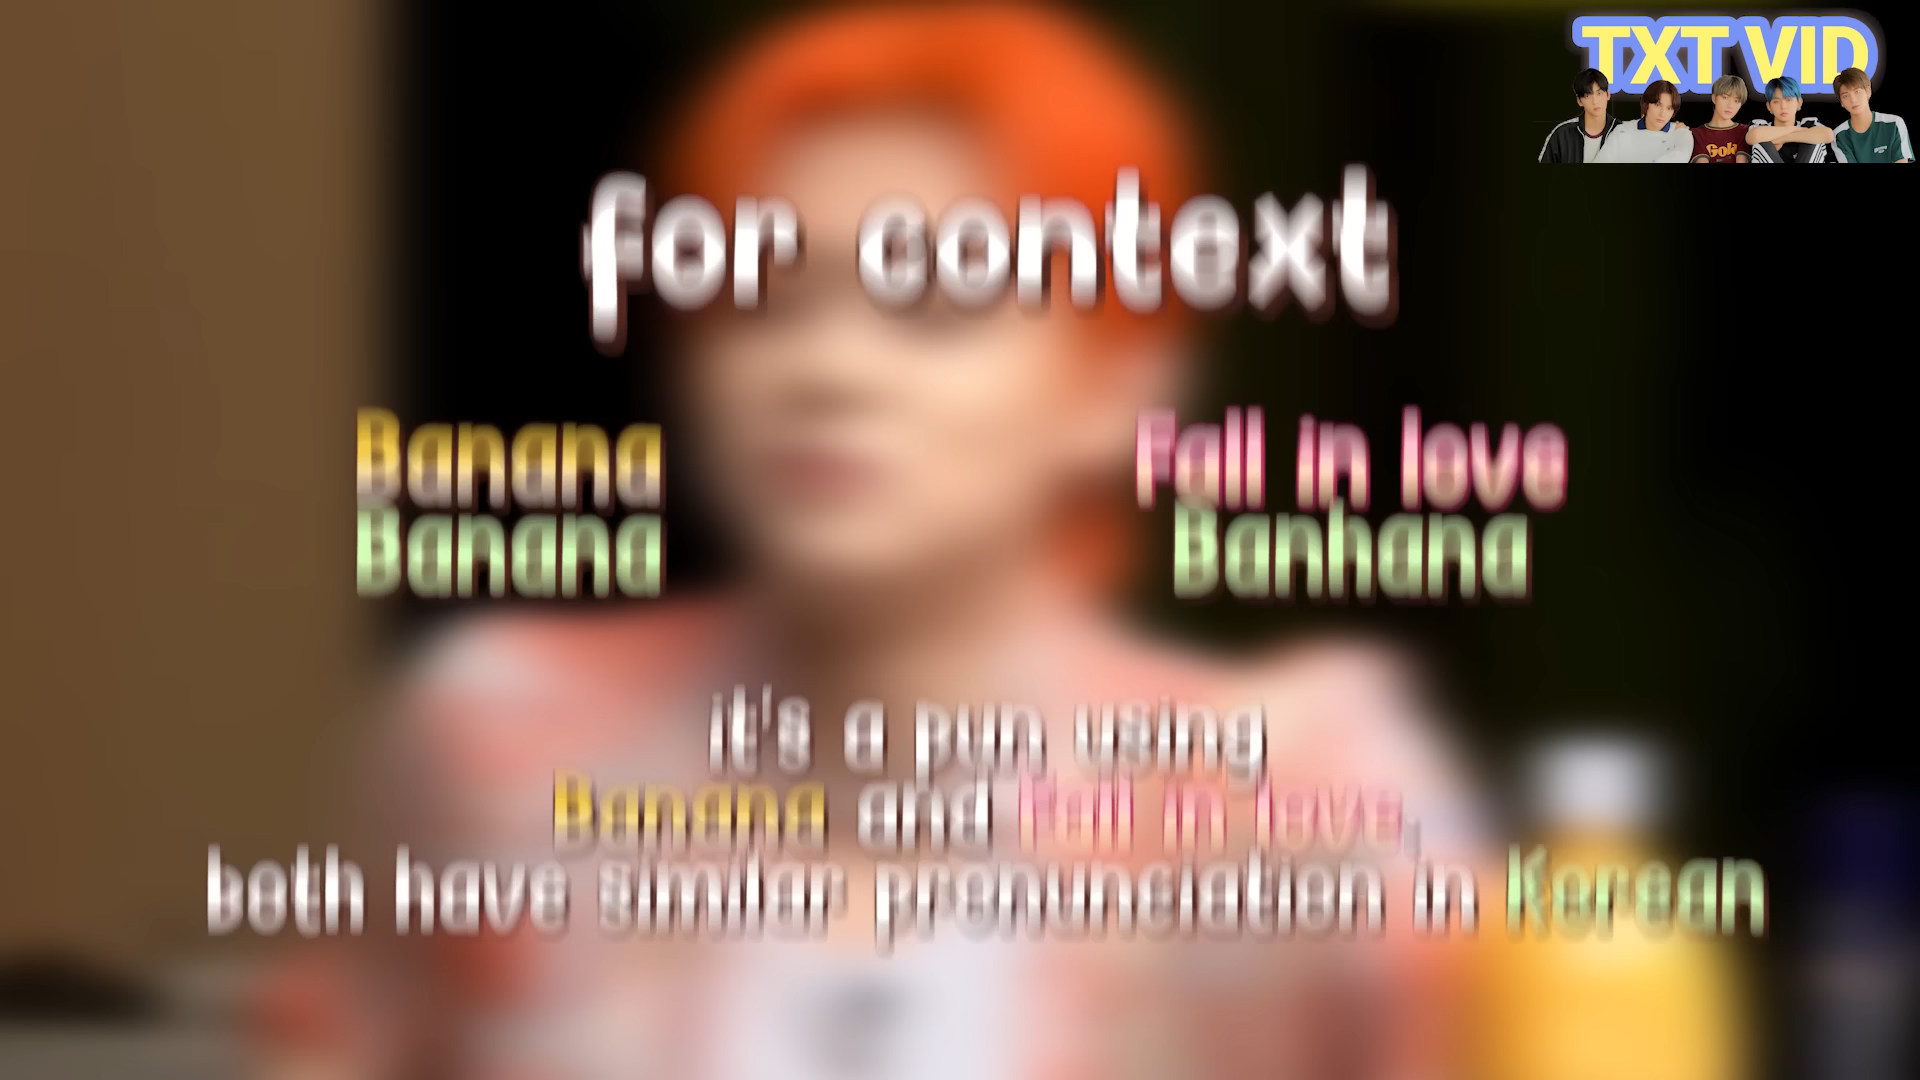 TXT VID
Gola
for context
Banana
Banana
Fall in love
Banhana
it's a pun using
Banana and Fall in love,
both have similar pronunciation in Korean